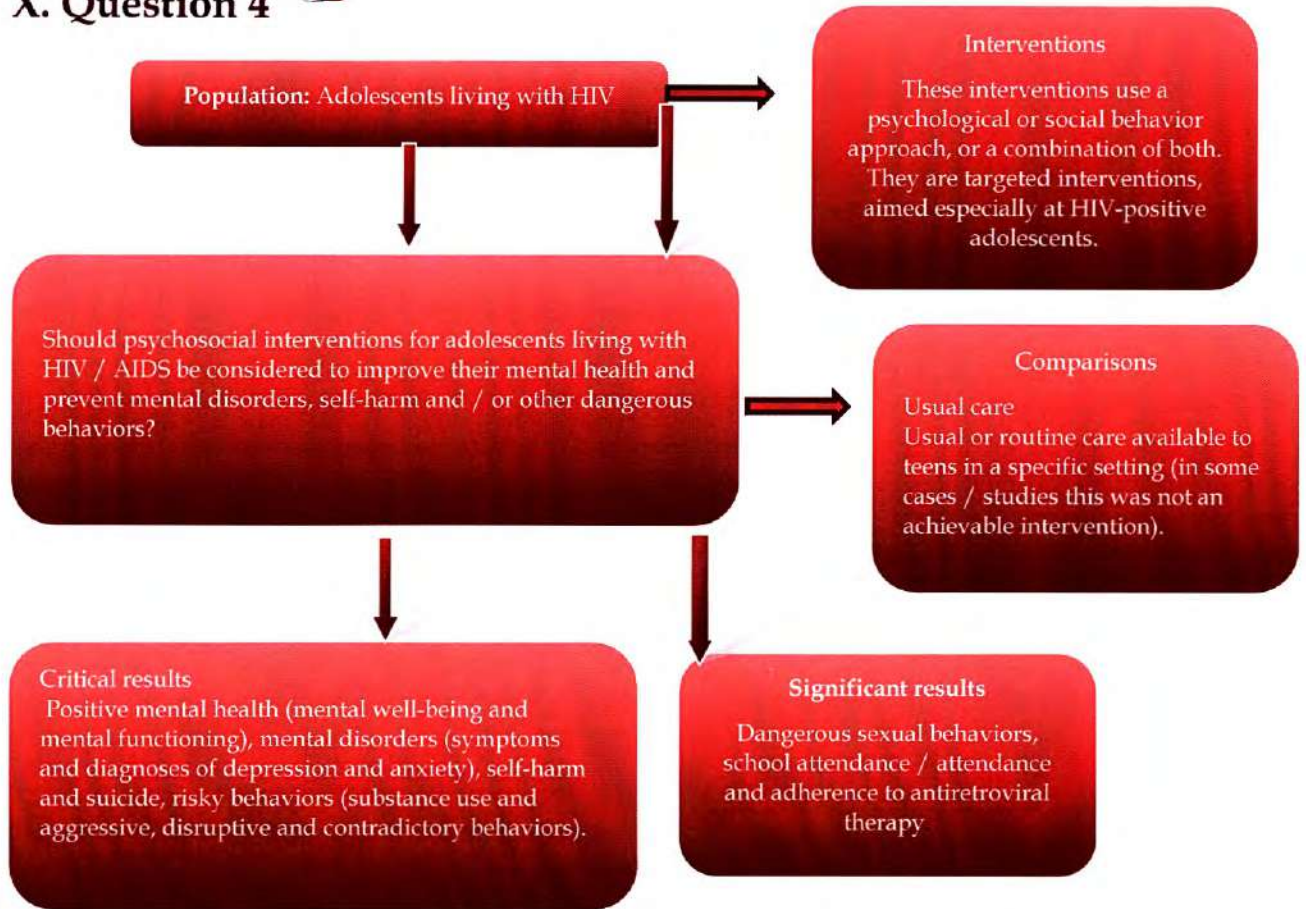 X. Question 4
Population: Adolescents living with HIV
Interventions
These interventions use a
psychological or social behavior
approach, or a combination of both.
They are targeted interventions,
aimed especially at HIV-positive
adolescents.
Should psychosocial interventions for adolescents living with
HIV / AIDS be considered to improve their mental health and
prevent mental disorders, self-harm and / or other dangerous
behaviors?
Comparisons
Usual care
Usual or routine care available to
teens in a specific setting (in some
cases / studies this was not an
achievable intervention).
Critical results
Positive mental health (mental well-being and
mental functioning), mental disorders (symptoms
and diagnoses of depression and anxiety), self-harm
and suicide, risky behaviors (substance use and
aggressive, disruptive and contradictory behaviors).
Significant results
Dangerous sexual behaviors,
school attendance / attendance
and adherence to antiretroviral
therapy